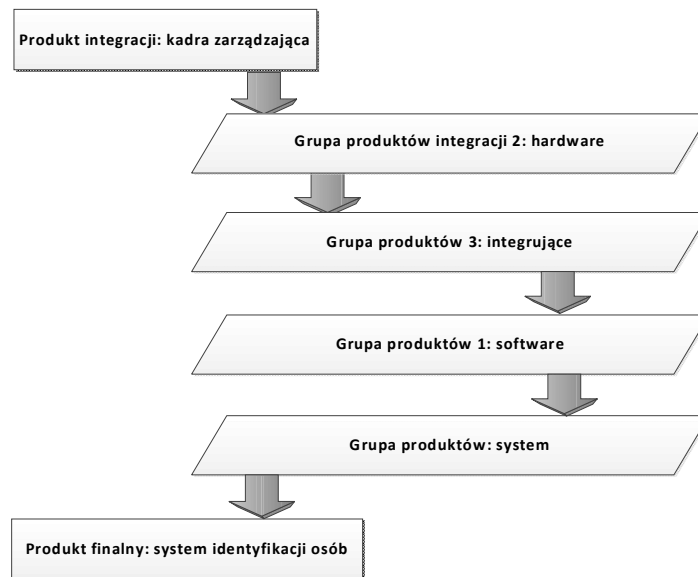 Produkt integracji: kadra zarządzająca
Grupa produktów integracji 2: hardware
Grupa produktów 3: integrujące
Grupa produktów 1: software
Grupa produktów: system
Produkt finalny: system identyfikacji osób